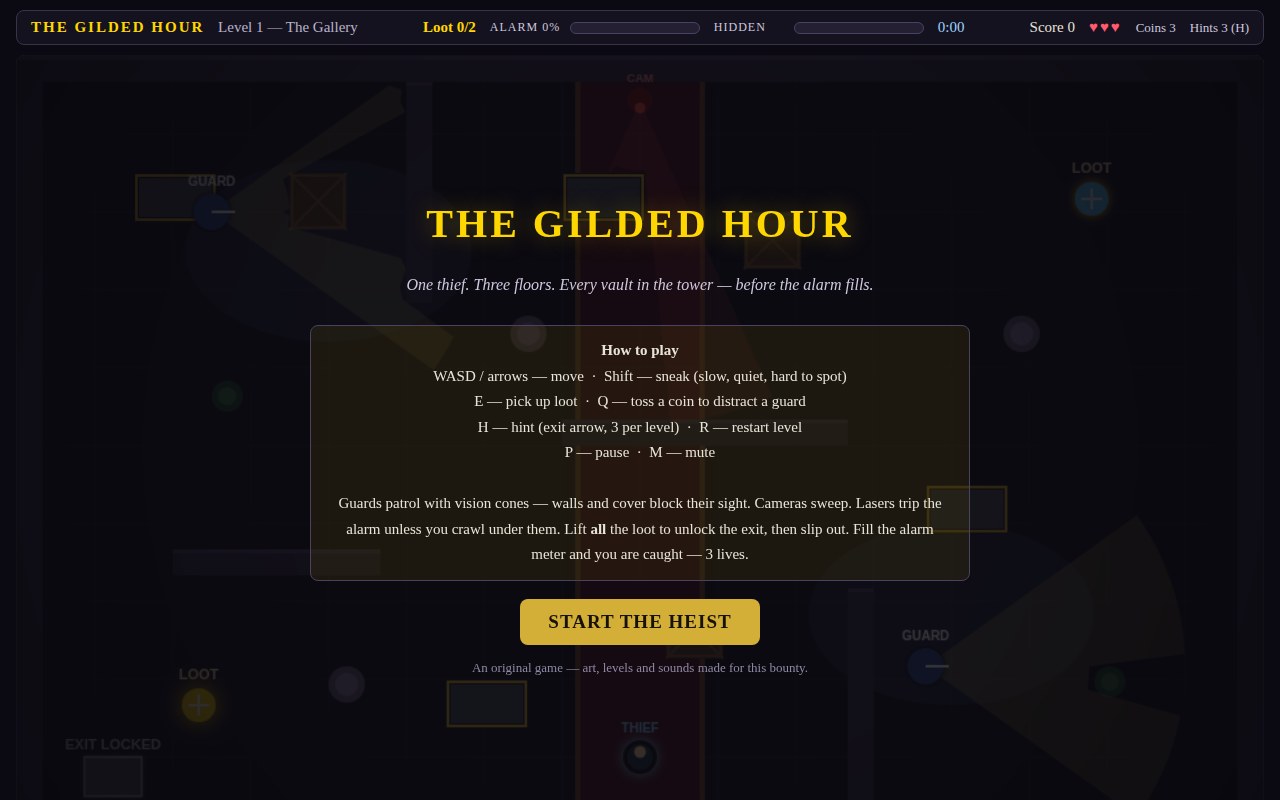 THE GILDED HOUR Level 1 — The Gallery Loot 0/2 ALARM 0% HIDDEN 0:00 Score 0 ♥♥♥ Coins 3 Hints 3 (H)
CAM
LOOT
GUARD
THE GILDED HOUR
One thief. Three floors. Every vault in the tower — before the alarm fills.
How to play
WASD / arrows — move · Shift — sneak (slow, quiet, hard to spot)
E — pick up loot · Q — toss a coin to distract a guard
H — hint (exit arrow, 3 per level) · R — restart level
P — pause · M — mute
Guards patrol with vision cones — walls and cover block their sight. Cameras sweep. Lasers trip the
alarm unless you crawl under them. Lift all the loot to unlock the exit, then slip out. Fill the alarm
meter and you are caught — 3 lives.
START THE HEIST
GUARD
An original game — art, levels and sounds made for this bounty.
LOOT
THIEF
EXIT LOCKED